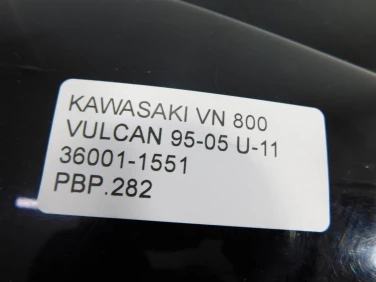 KAWASAKI VN 800
VULCAN 95-05 U-11
36001-1551
PBP.282